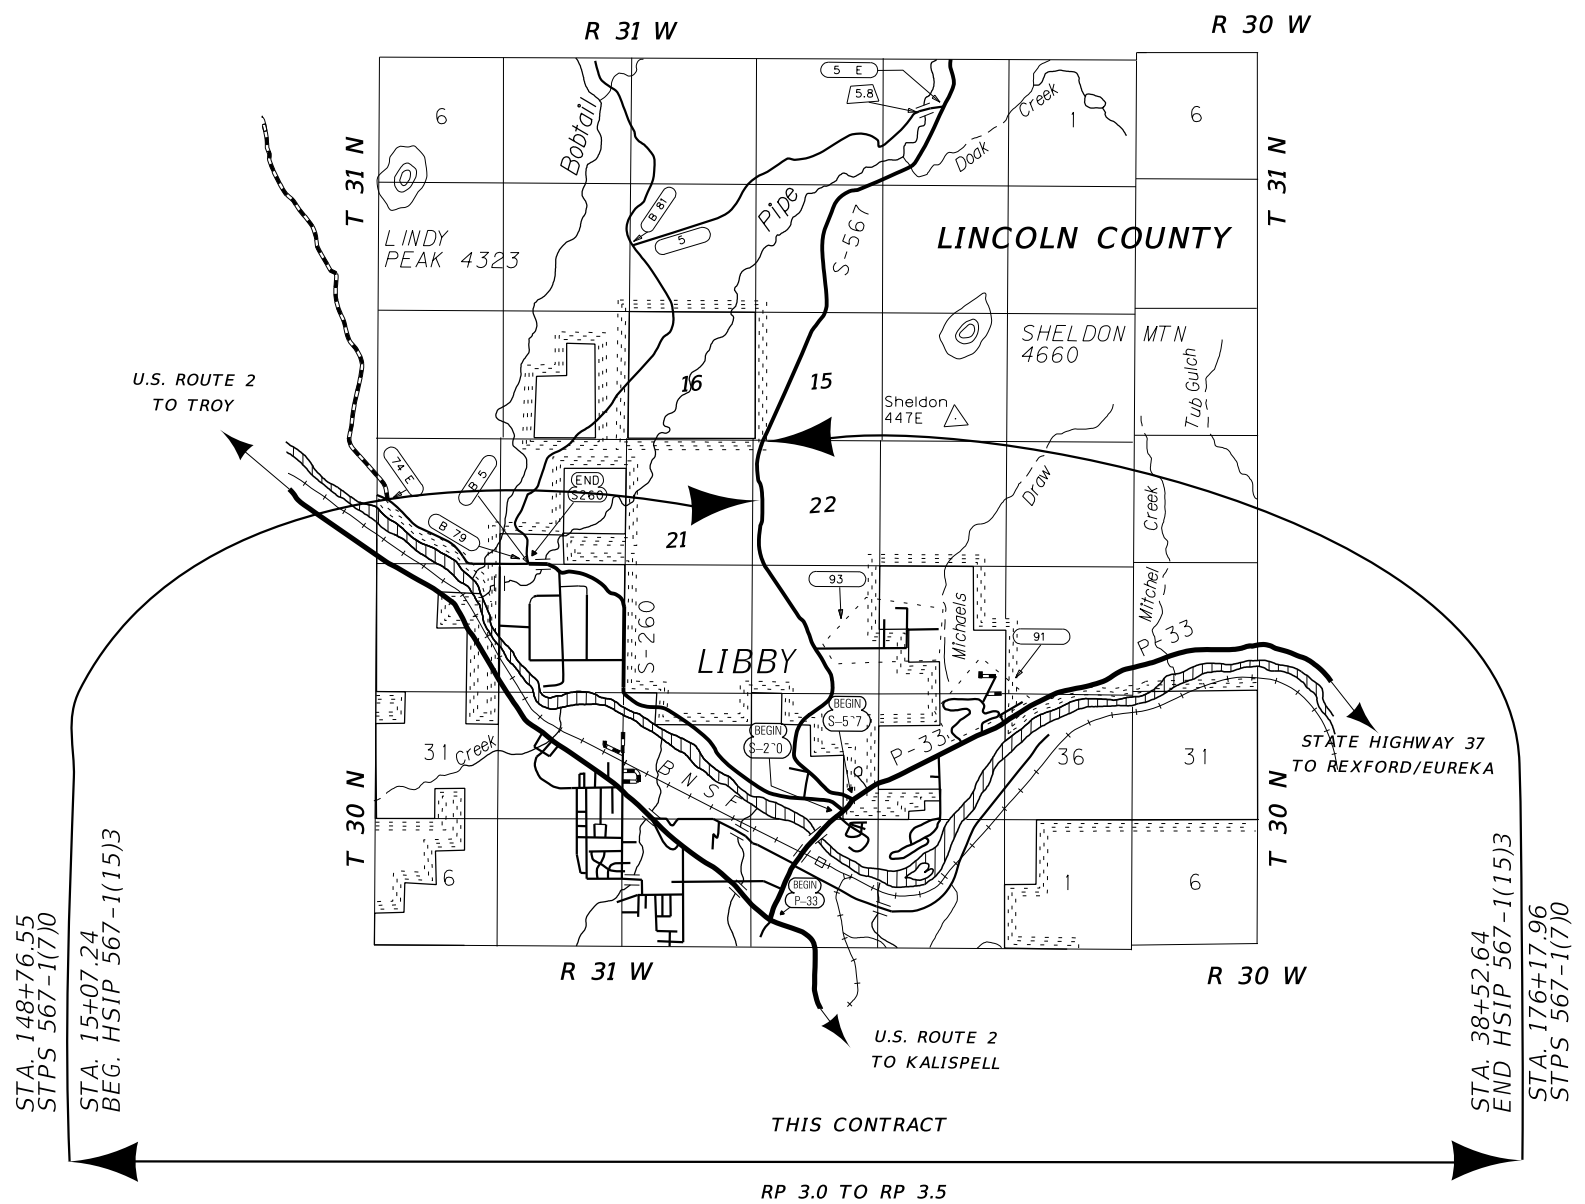 R 31 W
R 30 W
5 E
5.8
6
Bobtail
Creek
1
6
T 31 N
T 31 N
Doak
B 81
5
Pipe
S-567
LINCOLN COUNTY
LINDY
PEAK 4323
SHELDON MTN
4660
Tub Gulch
U.S. ROUTE 2
TO TROY
16
15
Sheldon
447E
74 E
B 5
END
S260
Draw
Creek
22
B 79
21
93
Michaels
Mitchel
91
S-260
LIBBY
P-33
BEGIN
BEGIN
31
Creek
BNSF
P-33
36
31
STATE HIGHWAY 37
TO REXFORD/EUREKA
T 30 N
T 30 N
6
BEGIN
P-33
1
6
R 31 W
R 30 W
STA. 148+76.55
STPS 567-1(7)0
STA. 15+07.24
BEG. HSIP 567-1(15)3
STA. 38+52.64
END HSIP 567-1(15)3
STA. 176+17.96
STPS 567-1(7)0
U.S. ROUTE 2
TO KALISPELL
THIS CONTRACT
RP 3.0 TO RP 3.5